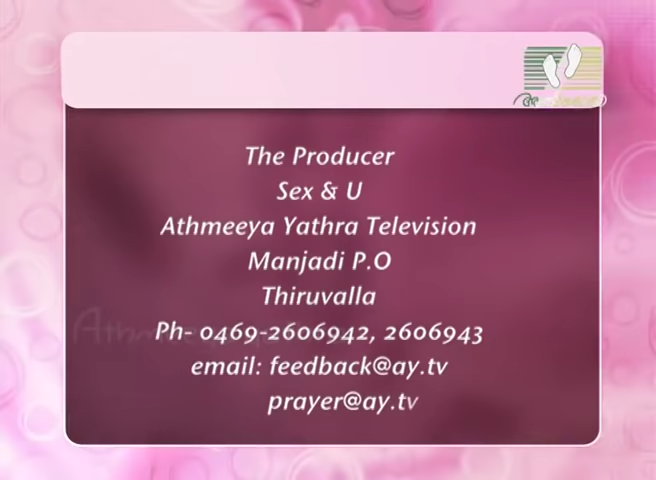 The Producer
Sex & U
Athmeeya Yathra Television
Manjadi P.O
Thiruvalla
Ph- 0469-2606942, 2606943
email: feedback@ay.tv
prayer@ay.tv